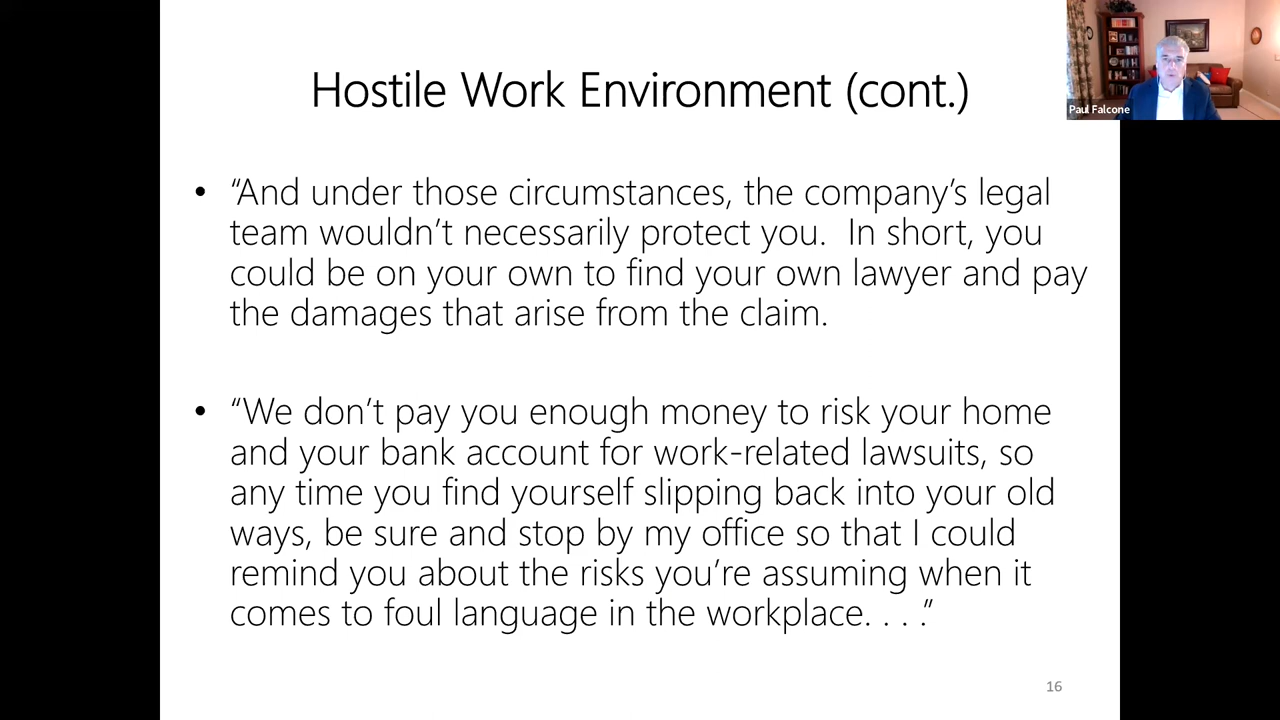 Hostile Work Environment (cont.)
Paul Falcone
• “And under those circumstances, the company’s legal
team wouldn’t necessarily protect you.  In short, you
could be on your own to find your own lawyer and pay
the damages that arise from the claim.
• “We don’t pay you enough money to risk your home
and your bank account for work-related lawsuits, so
any time you find yourself slipping back into your old
ways, be sure and stop by my office so that I could
remind you about the risks you’re assuming when it
comes to foul language in the workplace. . . .”
16